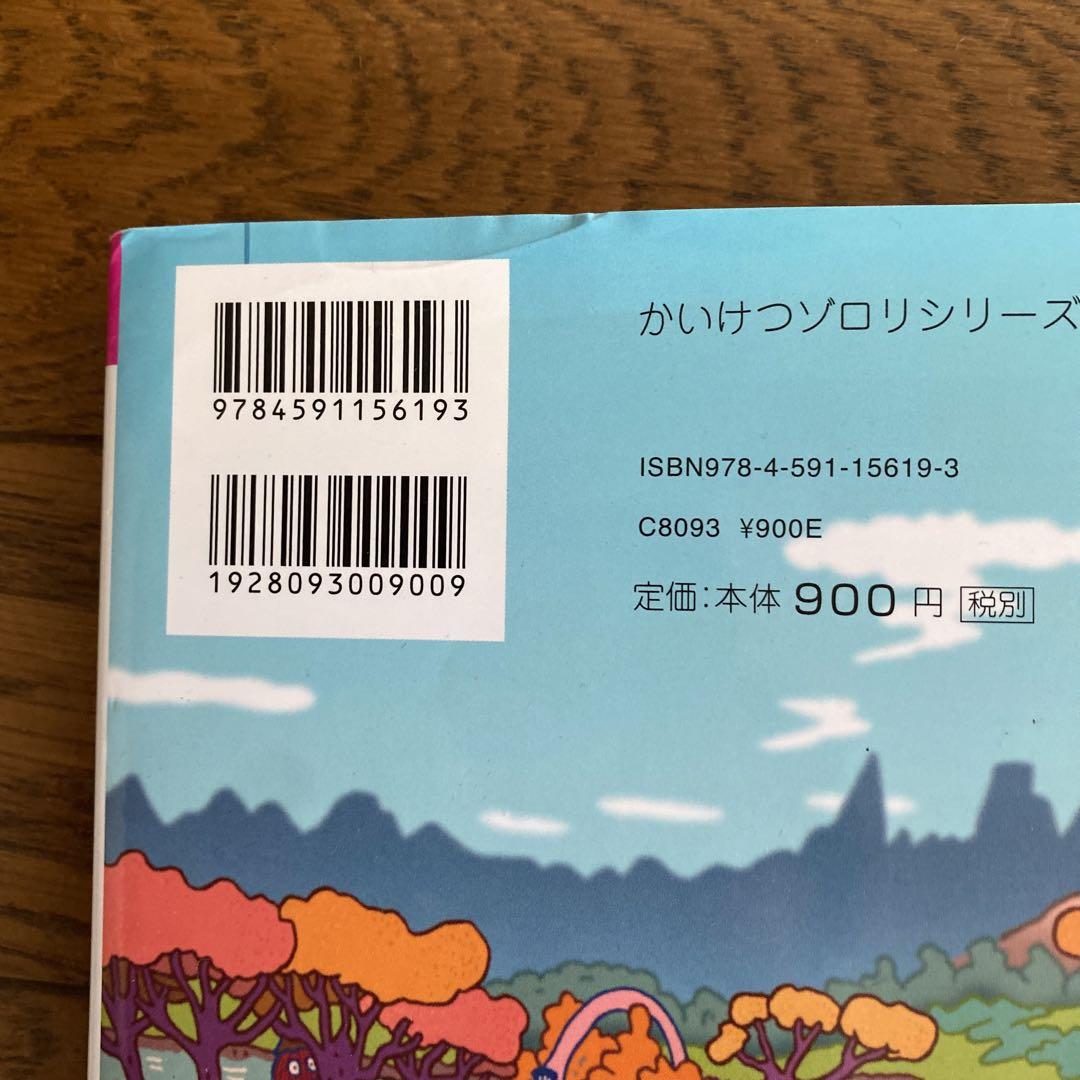 9784591156193
1928093009009
かいけつゾロリシリーズ
ISBN978-4-591-15619-3
C8093 ¥900E
定価:本体 900 円 税別